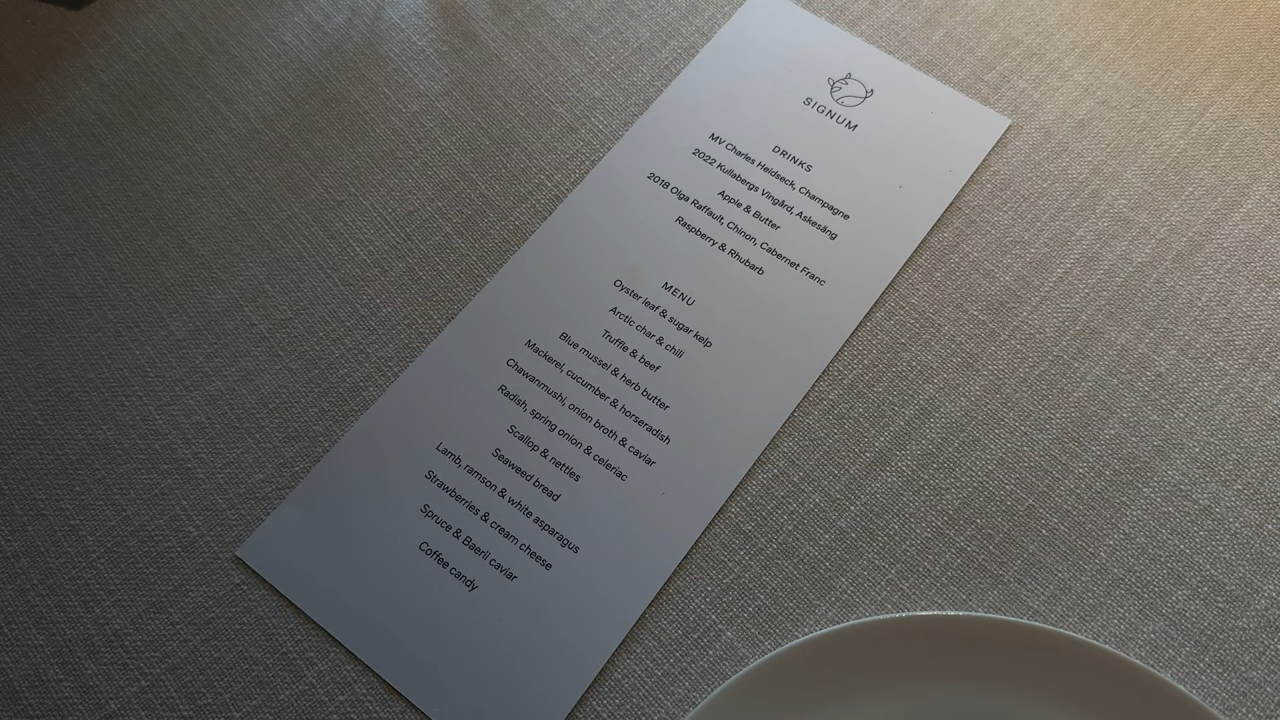 SIGNUM
DRINKS
MV Charles Heidseck, Champagne
2022 Kullabergs Vingård, Askesäng
Apple & Butter
2018 Olga Raffault, Chinon, Cabernet Franc
Raspberry & Rhubarb
MENU
Oyster leaf & sugar kelp
Arctic char & chili
Truffle & beef
Blue mussel & herb butter
Mackerel, cucumber & horseradish
Chawanmushi, onion broth & caviar
Radish, spring onion & celeriac
Scallop & nettles
Seaweed bread
Lamb, ramson & white asparagus
Strawberries & cream cheese
Spruce & Baerii caviar
Coffee candy